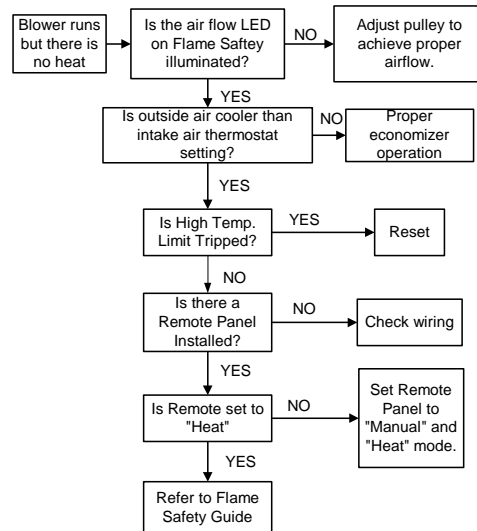 Blower runs
but there is
no heat
Is the air flow LED
on Flame Saftey
illuminated?
NO
Adjust pulley to
achieve proper
airflow.
YES
Is outside air cooler than
intake air thermostat
setting?
NO
Proper
economizer
operation
YES
Is High Temp.
Limit Tripped?
YES
Reset
NO
Is there a
Remote Panel
Installed?
NO
Check wiring
YES
Is Remote set to
"Heat"
NO
Set Remote
Panel to
"Manual" and
"Heat" mode.
YES
Refer to Flame
Safety Guide